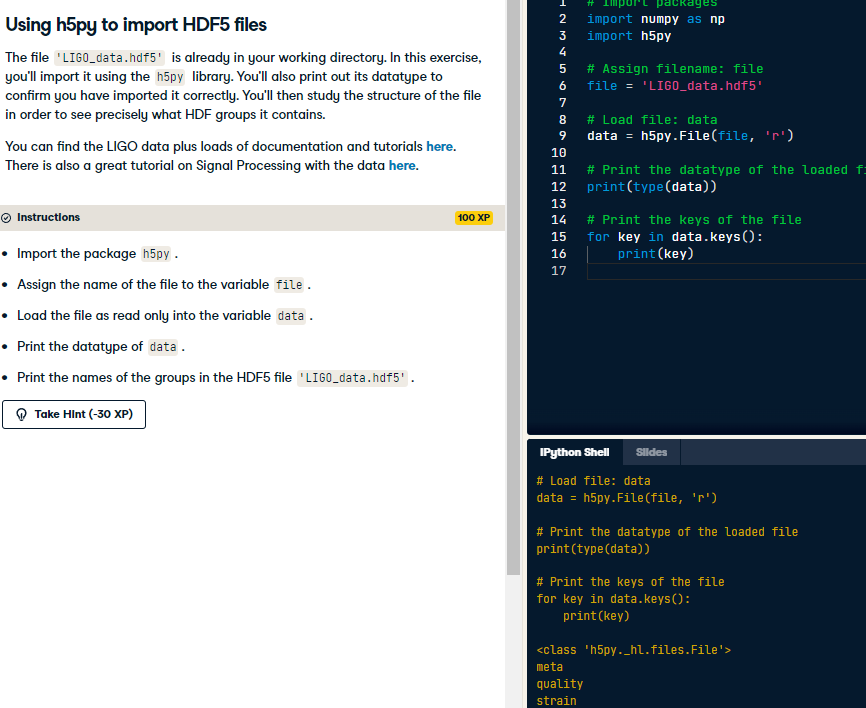 Using h5py to import HDF5 files
The file 'LIGO_data.hdf5' is already in your working directory. In this exercise,
you'll import it using the h5py library. You'll also print out its datatype to
confirm you have imported it correctly. You'll then study the structure of the file
in order to see precisely what HDF groups it contains.
You can find the LIGO data plus loads of documentation and tutorials here.
There is also a great tutorial on Signal Processing with the data here.
Instructions
100 XP
• Import the package h5py .
• Assign the name of the file to the variable file .
• Load the file as read only into the variable data .
• Print the datatype of data .
• Print the names of the groups in the HDF5 file 'LIGO_data.hdf5' .
Take Hint (-30 XP)
1 # Import packages
2 import numpy as np
3 import h5py
4
5 # Assign filename: file
6 file = 'LIGO_data.hdf5'
7
8 # Load file: data
9 data = h5py.File(file, 'r')
10
11 # Print the datatype of the loaded fi
12 print(type(data))
13
14 # Print the keys of the file
15 for key in data.keys():
16     print(key)
17
IPython Shell
Slides
# Load file: data
data = h5py.File(file, 'r')
# Print the datatype of the loaded file
print(type(data))
# Print the keys of the file
for key in data.keys():
    print(key)
<class 'h5py._hl.files.File'>
meta
quality
strain